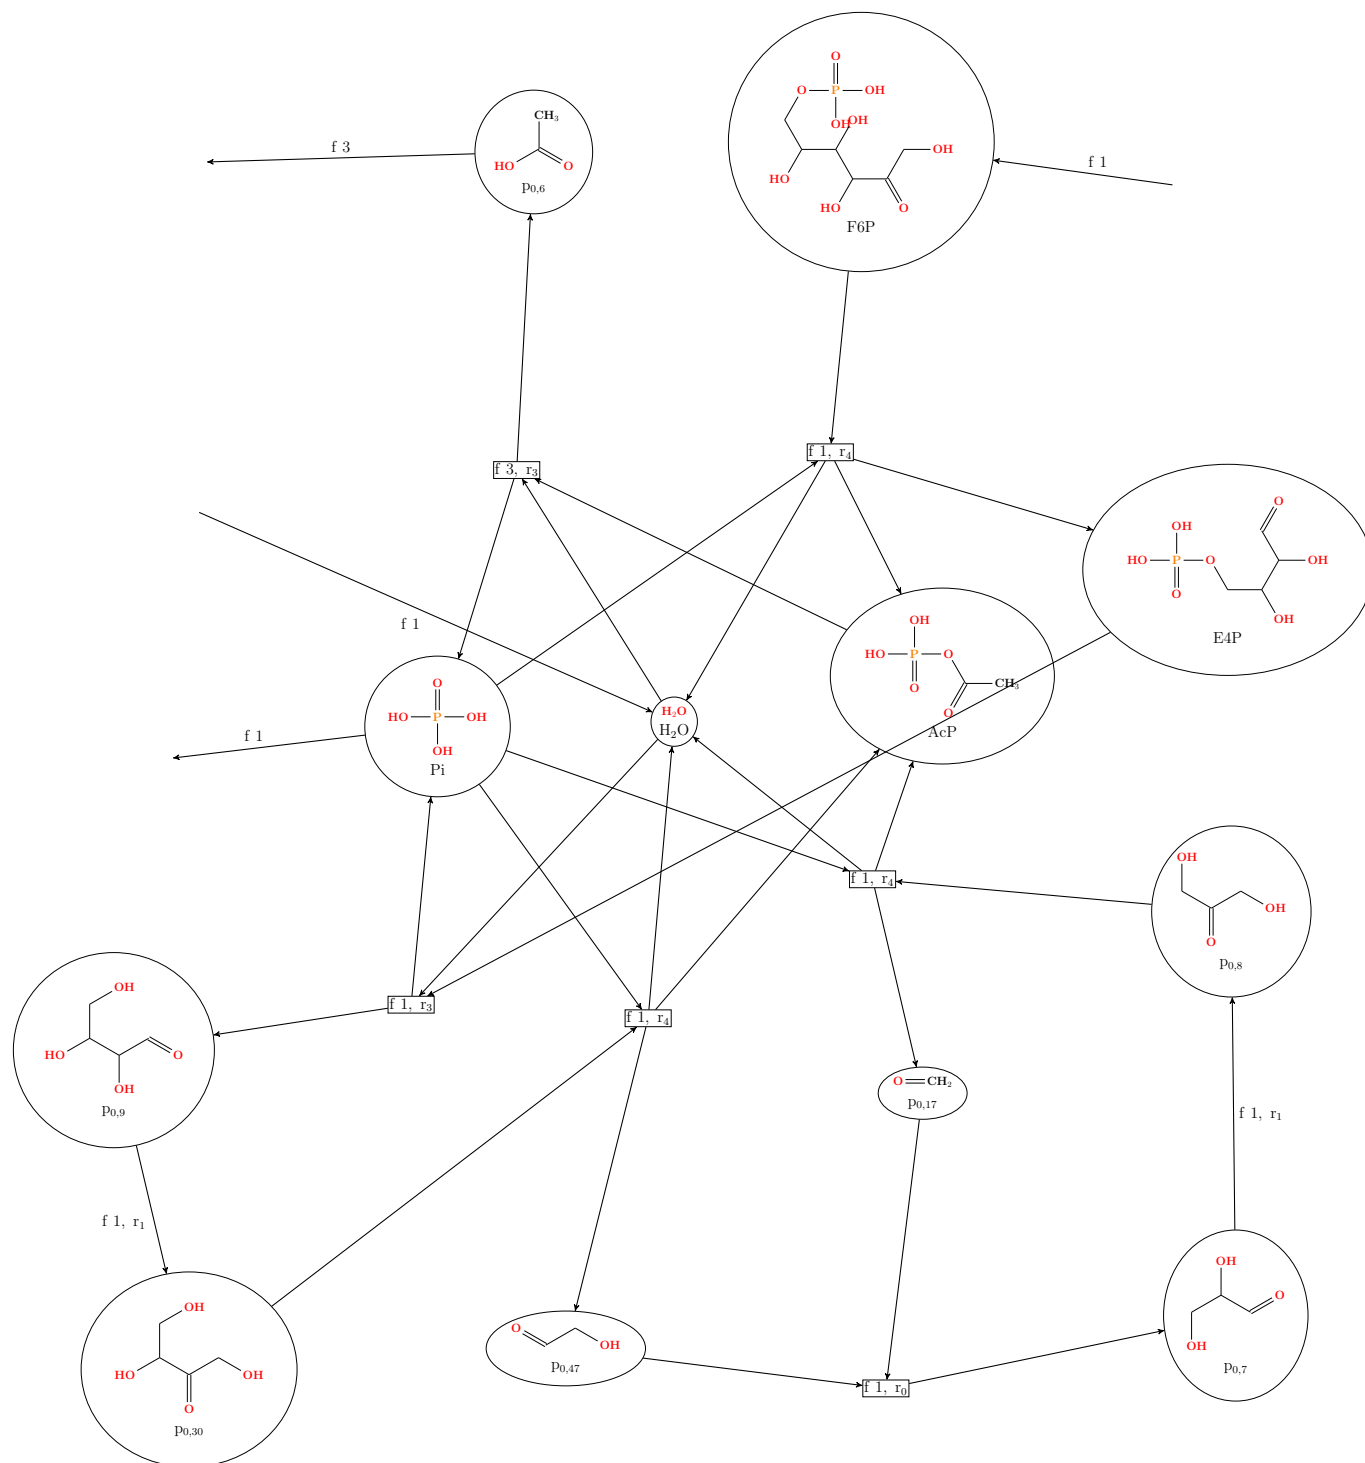 O
P
O
OH
OH
OH
HO
HO
O
OH
F6P
f 1
CH₃
HO
O
p₀,₆
f 3
f 3, r₃
f 1, r₄
OH
HO
P
O
O
O
OH
OH
E4P
f 1
OH
HO
P
O
O
O
CH₃
AcP
O
HO
P
OH
OH
Pi
f 1
H₂O
H₂O
f 1, r₄
OH
O
OH
p₀,₈
f 1, r₃
f 1, r₄
OH
HO
OH
O
p₀,₉
O
CH₂
p₀,₁₇
f 1, r₁
f 1, r₁
OH
HO
O
OH
p₀,₃₀
O
OH
p₀,₄₇
f 1, r₀
OH
O
OH
p₀,₇